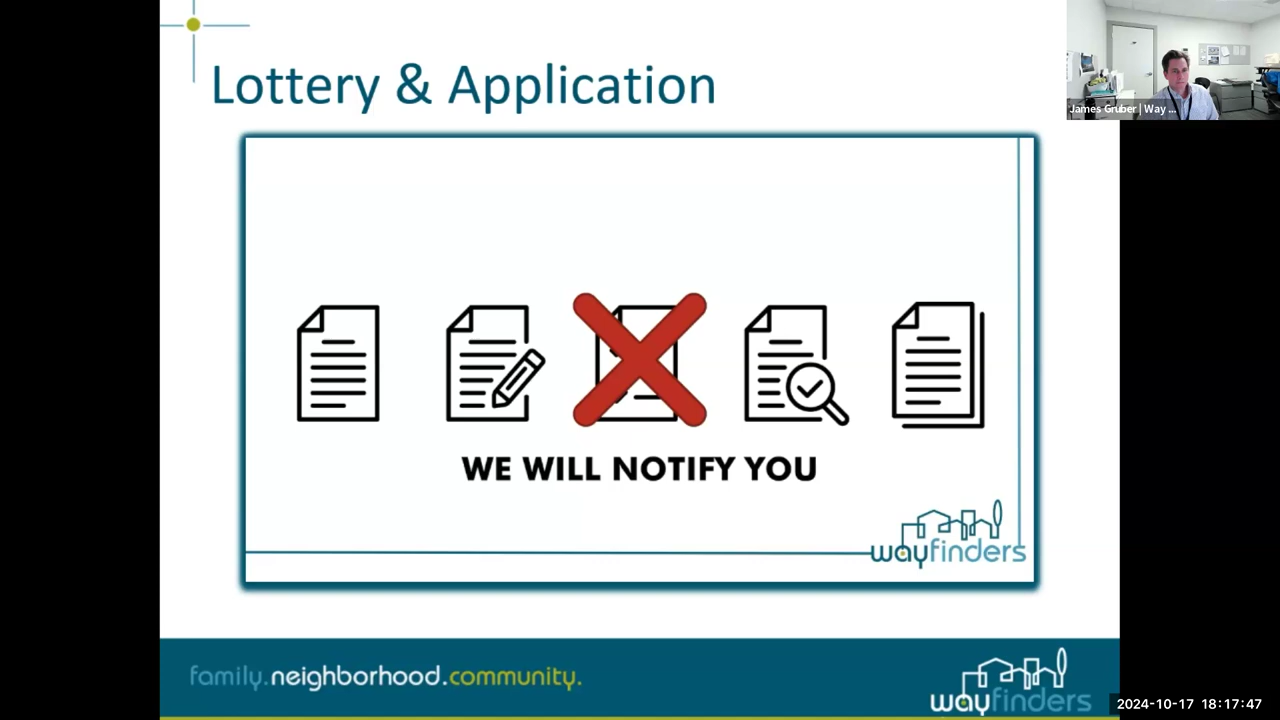 Lottery & Application
James Gruber | Way ...
WE WILL NOTIFY YOU
wayfinders
family.neighborhood.community.
wayfinders
2024-10-17 18:17:47